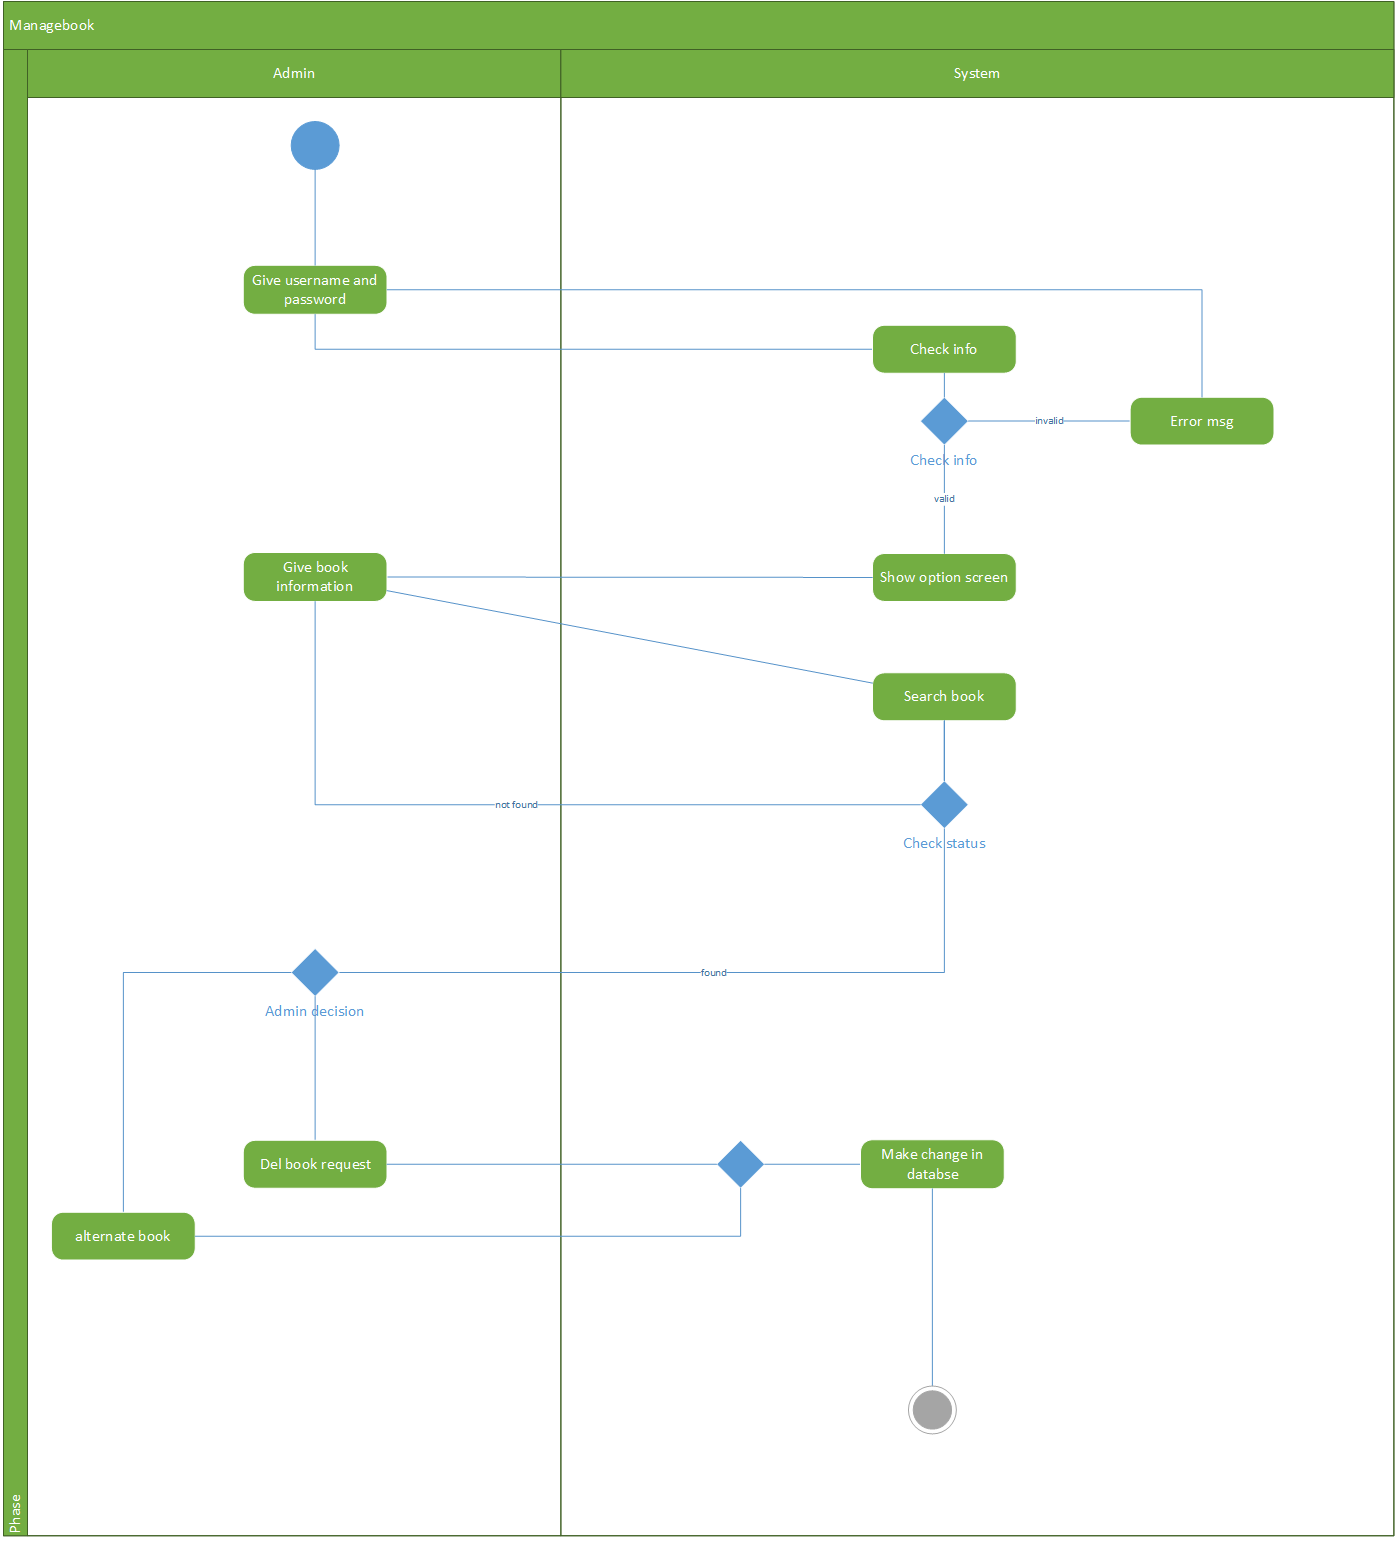 Managebook
Admin
System
Give username and
password
Check info
invalid
Error msg
Check info
valid
Give book
information
Show option screen
Search book
not found
Check status
found
Admin decision
Del book request
Make change in
databse
alternate book
Phase